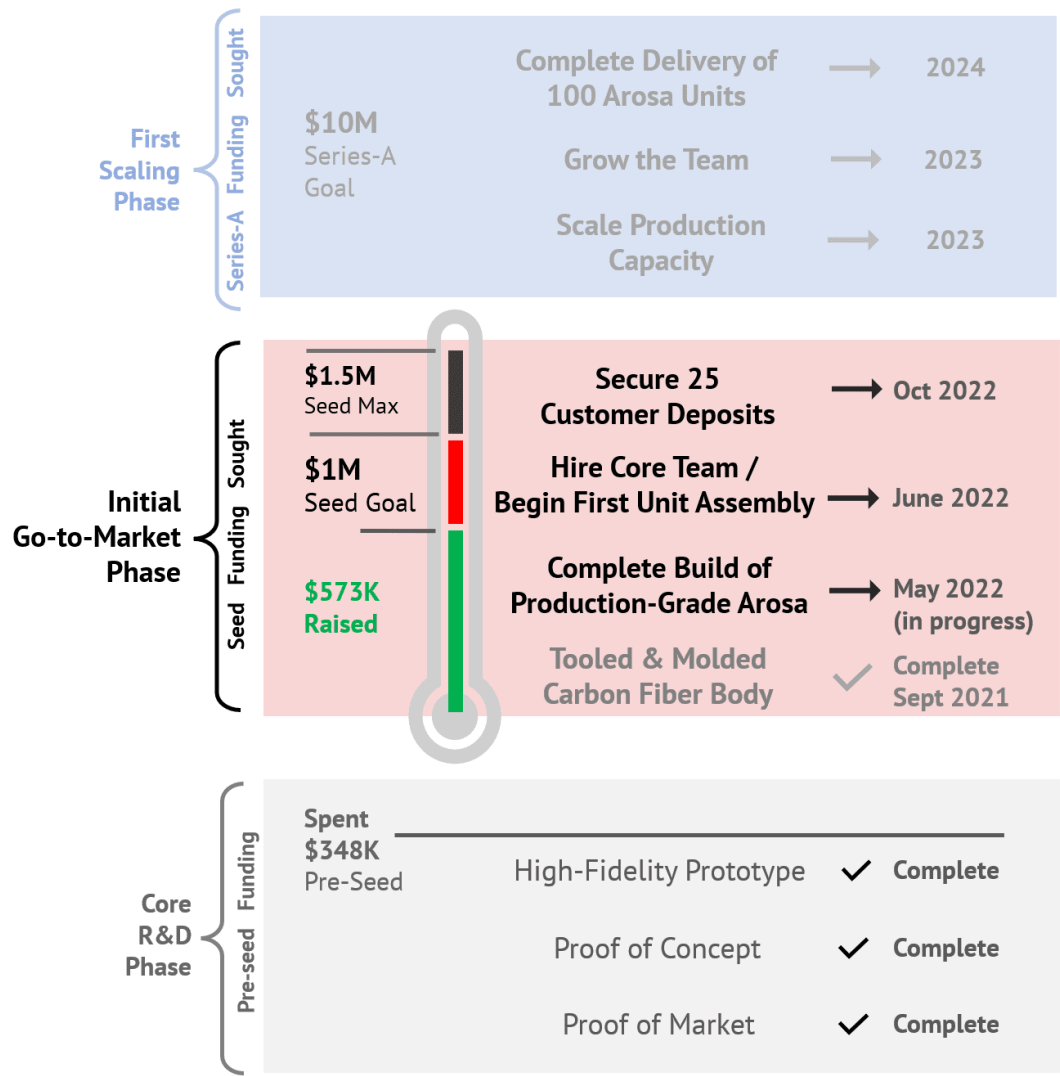 First
Scaling
Phase
Series-A Funding Sought
$10M
Series-A
Goal
Complete Delivery of
100 Arosa Units
2024
Grow the Team
2023
Scale Production
Capacity
2023
Initial
Go-to-Market
Phase
Seed Funding Sought
$1.5M
Seed Max
$1M
Seed Goal
$573K
Raised
Secure 25
Customer Deposits
Oct 2022
Hire Core Team /
Begin First Unit Assembly
June 2022
Complete Build of
Production-Grade Arosa
May 2022
(in progress)
Tooled & Molded
Carbon Fiber Body
Complete
Sept 2021
Core
R&D
Phase
Pre-seed Funding
Spent
$348K
Pre-Seed
High-Fidelity Prototype
Complete
Proof of Concept
Complete
Proof of Market
Complete